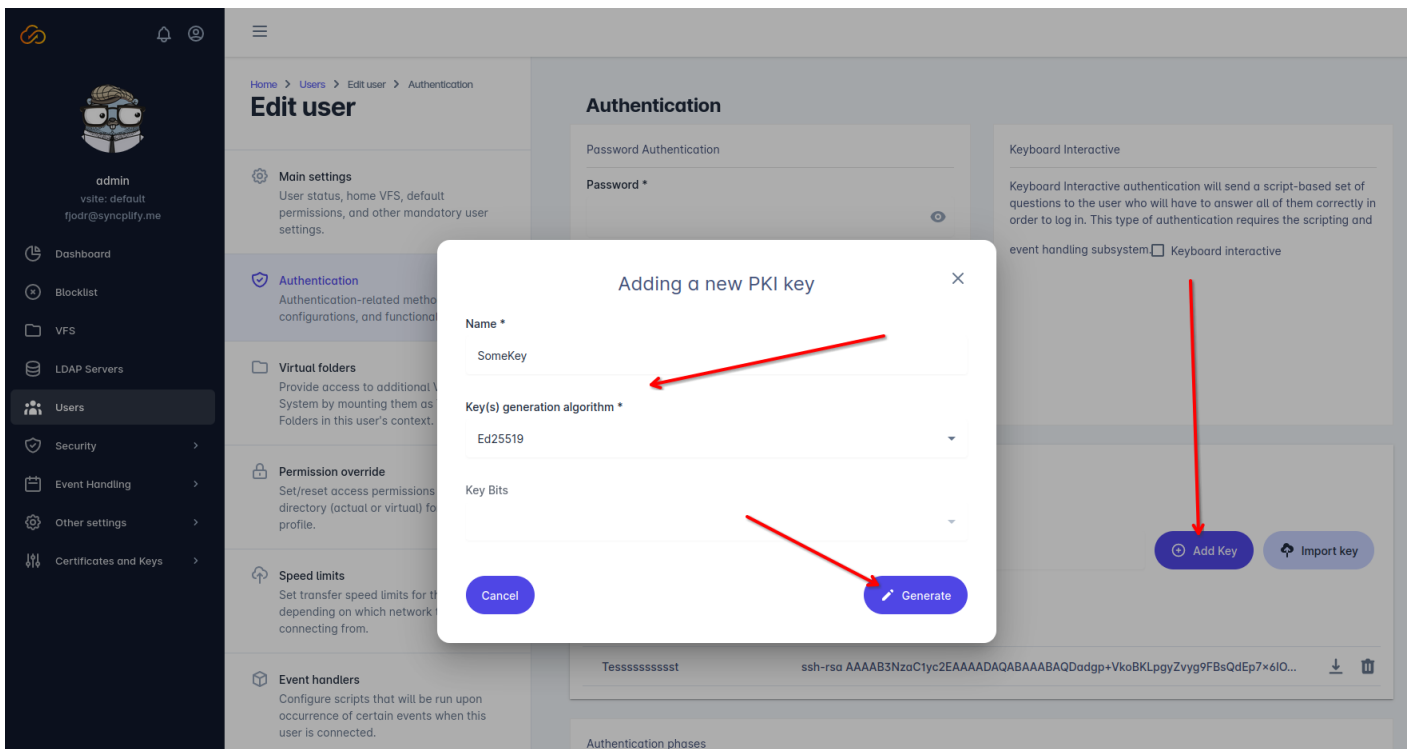 admin
vsite: default
fjodr@syncplify.me
Dashboard
Blocklist
VFS
LDAP Servers
Users
Security
Event Handling
Other settings
Certificates and Keys
Home > Users > Edit user > Authentication
Edit user
Main settings
User status, home VFS, default
permissions, and other mandatory user
settings.
Authentication
Authentication-related metho
configurations, and functional
Virtual folders
Provide access to additional V
System by mounting them as
Folders in this user's context.
Permission override
Set/reset access permissions
directory (actual or virtual) fo
profile.
Speed limits
Set transfer speed limits for th
depending on which network
connecting from.
Event handlers
Configure scripts that will be run upon
occurrence of certain events when this
user is connected.
Authentication
Password Authentication
Password *
Keyboard Interactive
Keyboard Interactive authentication will send a script-based set of
questions to the user who will have to answer all of them correctly in
order to log in. This type of authentication requires the scripting and
event handling subsystem. Keyboard interactive
Adding a new PKI key
Name *
SomeKey
Key(s) generation algorithm *
Ed25519
Key Bits
Cancel
Generate
Add Key
Import key
Tesssssssssst ssh-rsa AAAAB3NzaC1yc2EAAAADAQABAAABAQDadgp+VkoBKLpgyZvyg9FBsQdEp7×6IO...
Authentication phases